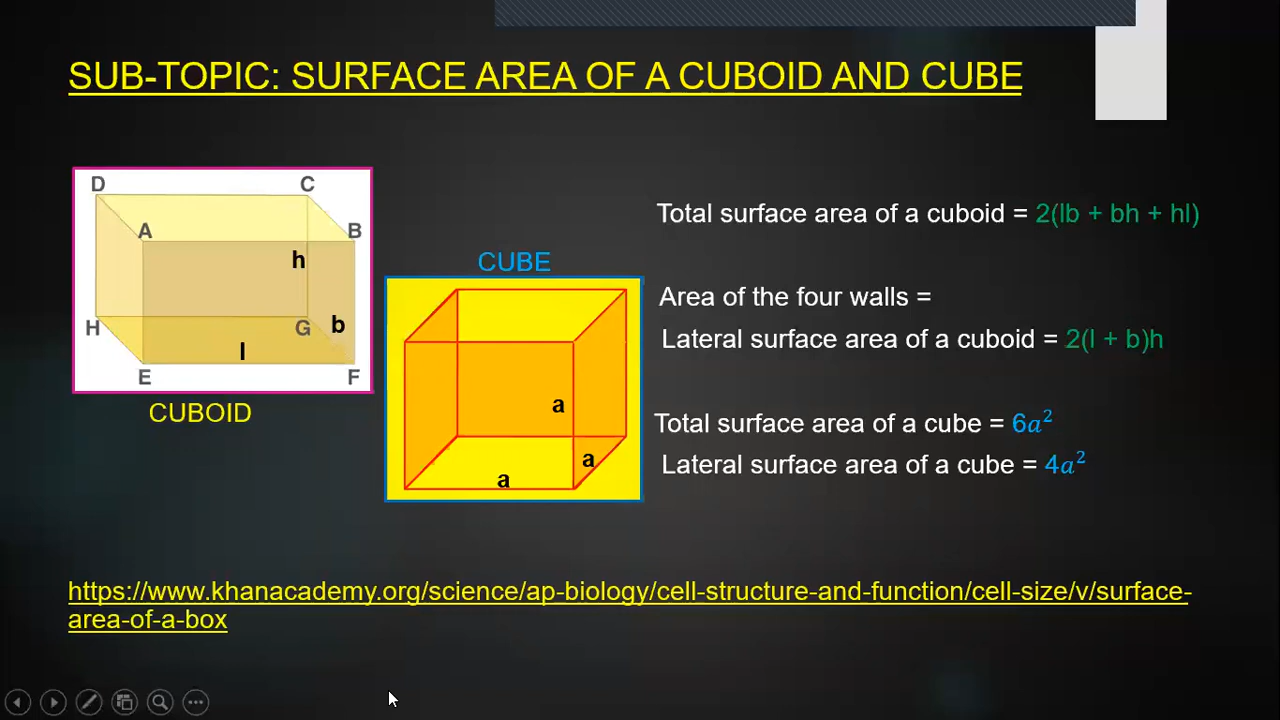 SUB-TOPIC: SURFACE AREA OF A CUBOID AND CUBE
D C
A B
h
H G b
l
E F
CUBOID
CUBE
a
a
a
Total surface area of a cuboid = 2(lb + bh + hl)
Area of the four walls =
Lateral surface area of a cuboid = 2(l + b)h
Total surface area of a cube = 6a²
Lateral surface area of a cube = 4a²
https://www.khanacademy.org/science/ap-biology/cell-structure-and-function/cell-size/v/surface-
area-of-a-box